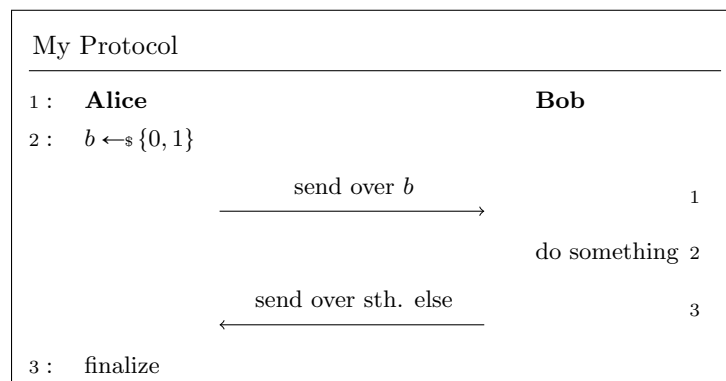 My Protocol
1 : Alice Bob
2 : b ←$ {0, 1}
send over b 1
do something 2
send over sth. else 3
3 : finalize